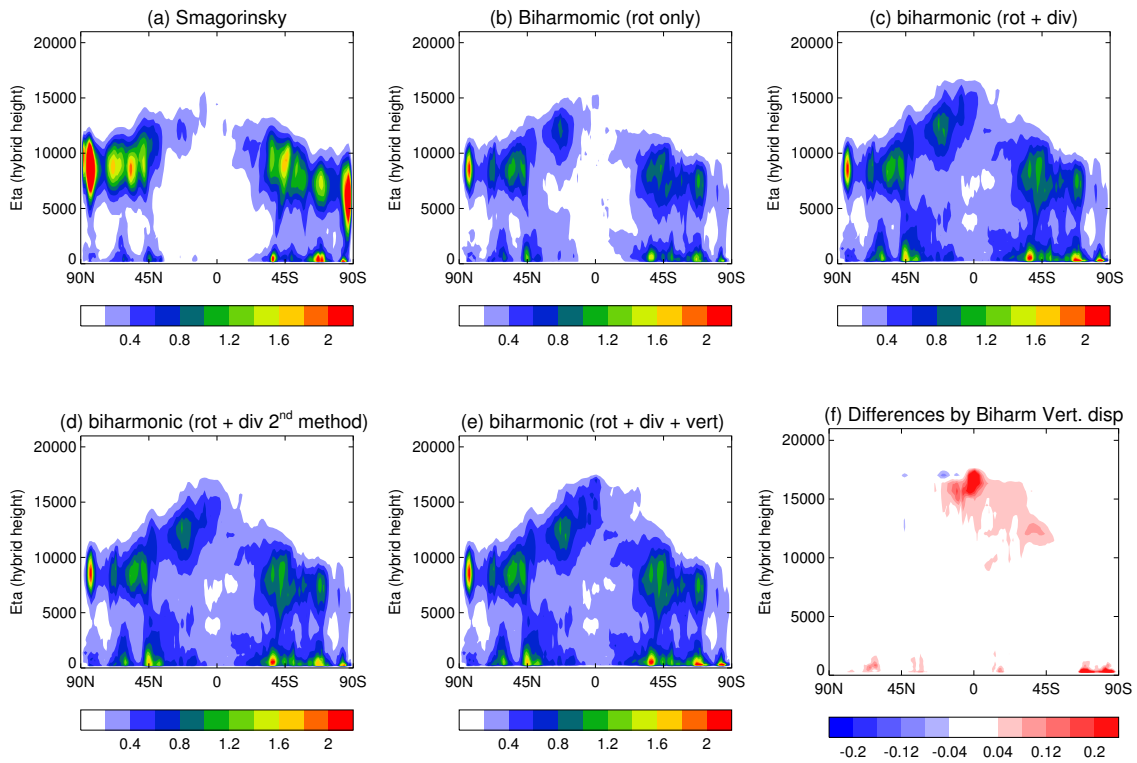 (a) Smagorinsky
(b) Biharmomic (rot only)
(c) biharmonic (rot + div)
20000
15000
10000
5000
0
Eta (hybrid height)
90N 45N 0 45S 90S
0.4 0.8 1.2 1.6 2
20000
15000
10000
5000
0
Eta (hybrid height)
90N 45N 0 45S 90S
0.4 0.8 1.2 1.6 2
20000
15000
10000
5000
0
Eta (hybrid height)
90N 45N 0 45S 90S
0.4 0.8 1.2 1.6 2
(d) biharmonic (rot + div 2nd method)
(e) biharmonic (rot + div + vert)
(f) Differences by Biharm Vert. disp
20000
15000
10000
5000
0
Eta (hybrid height)
90N 45N 0 45S 90S
0.4 0.8 1.2 1.6 2
20000
15000
10000
5000
0
Eta (hybrid height)
90N 45N 0 45S 90S
0.4 0.8 1.2 1.6 2
20000
15000
10000
5000
0
Eta (hybrid height)
90N 45N 0 45S 90S
-0.2 -0.12 -0.04 0.04 0.12 0.2